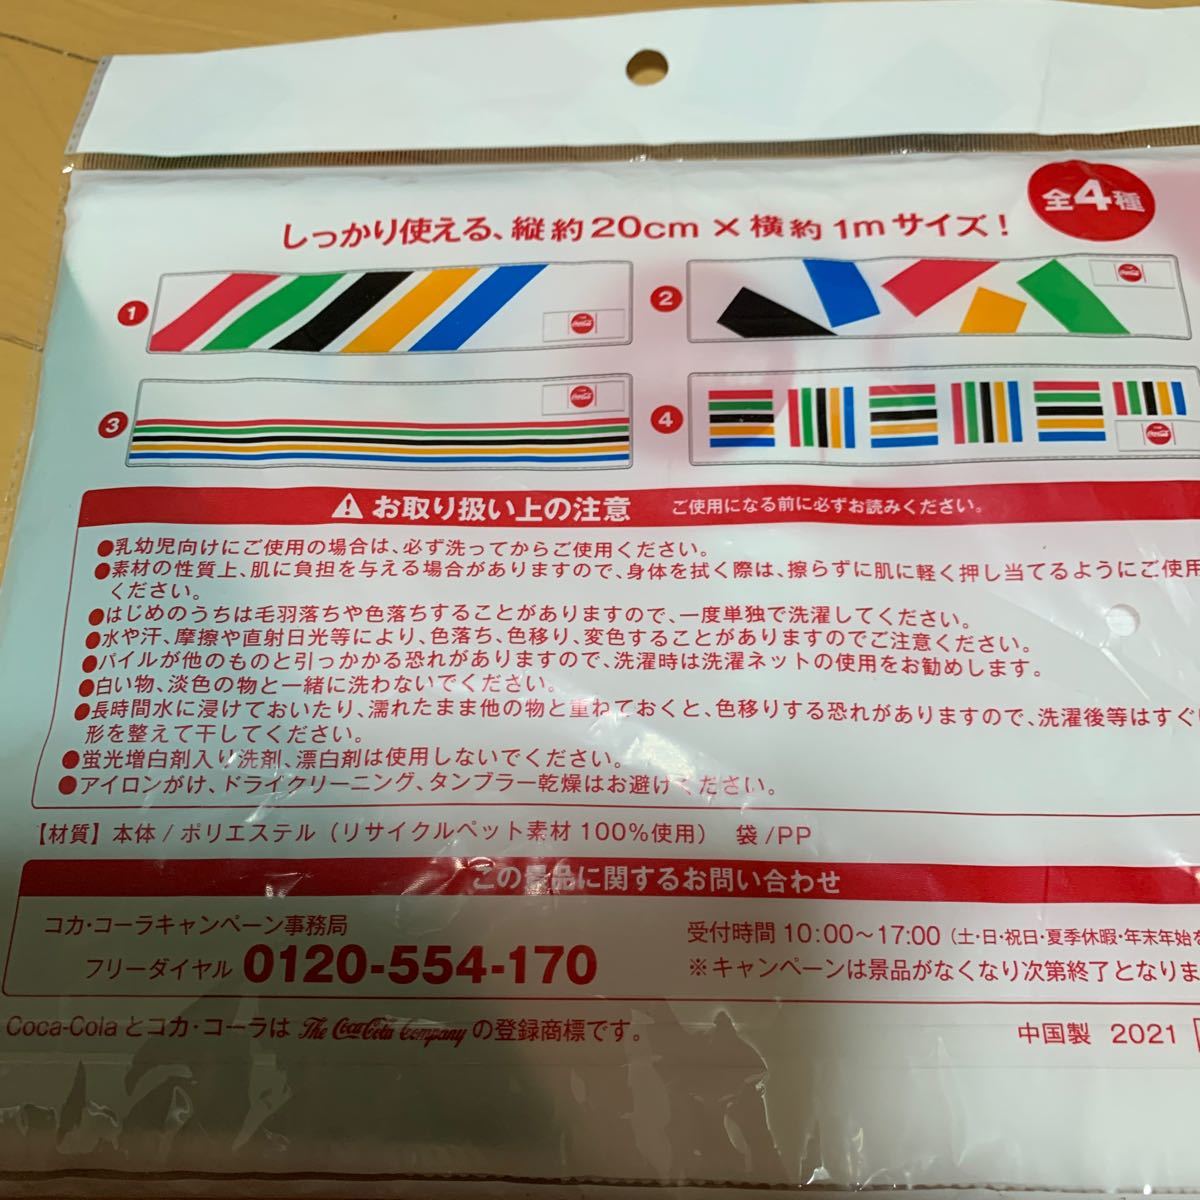 全4種
しっかり使える、縦約20cm×横約1mサイズ!
1
2
3
4
お取り扱い上の注意 ご使用になる前に必ずお読みください。
●乳幼児向けにご使用の場合は、必ず洗ってからご使用ください。
●素材の性質上、肌に負担を与える場合がありますので、身体を拭く際は、擦らずに肌に軽く押し当てるようにご使用
ください。
●はじめのうちは毛羽落ちや色落ちすることがありますので、一度単独で洗濯してください。
●水や汗、摩擦や直射日光等により、色落ち、色移り、変色することがありますのでご注意ください。
●パイルが他のものと引っかかる恐れがありますので、洗濯時は洗濯ネットの使用をお勧めします。
●白い物、淡色の物と一緒に洗わないでください。
●長時間水に浸けておいたり、濡れたまま他の物と重ねておくと、色移りする恐れがありますので、洗濯後等はすぐに
形を整えて干してください。
●蛍光増白剤入り洗剤、漂白剤は使用しないでください。
●アイロンがけ、ドライクリーニング、タンブラー乾燥はお避けください。
【材質】本体/ポリエステル(リサイクルペット素材100%使用) 袋/PP
この景品に関するお問い合わせ
コカ・コーラキャンペーン事務局
フリーダイヤル 0120-554-170
受付時間 10:00〜17:00(土・日・祝日・夏季休暇・年末年始を
※キャンペーンは景品がなくなり次第終了となりま
Coca-Colaとコカ・コーラは The Coca-Cola Company の登録商標です。
中国製 2021